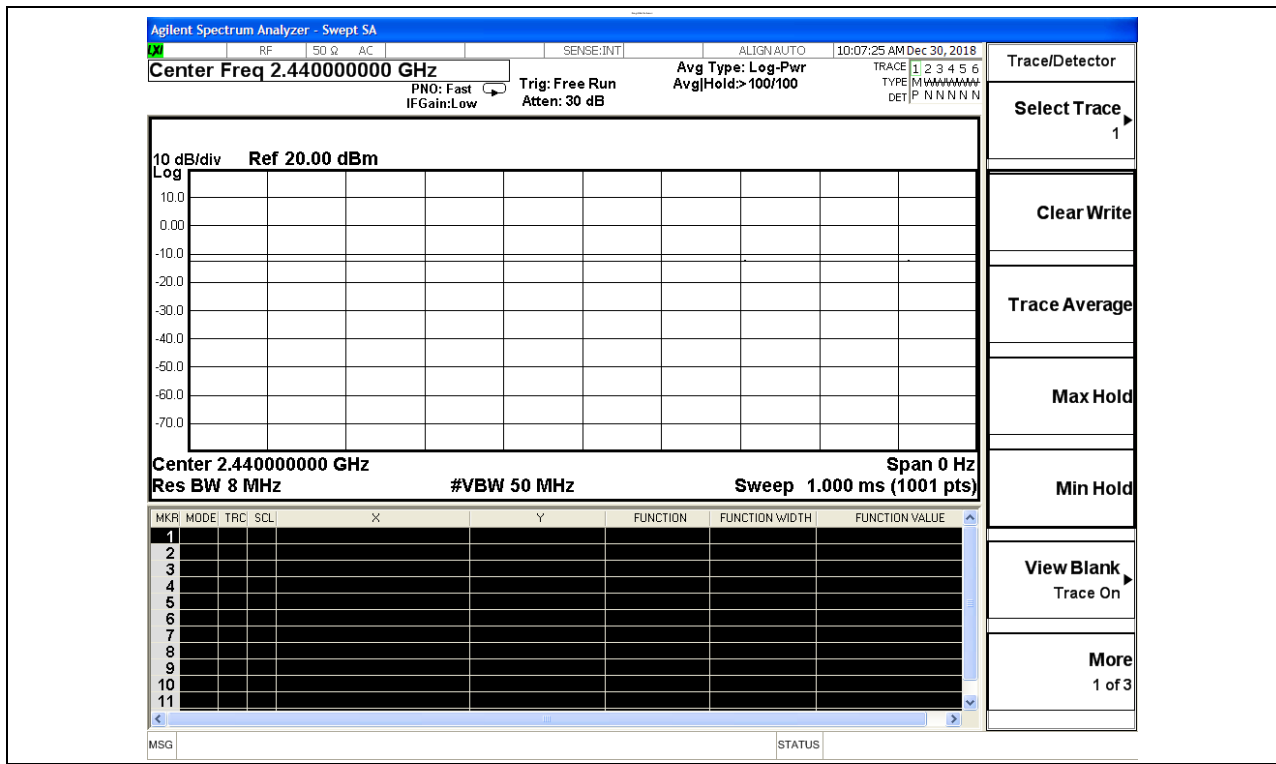 Agilent Spectrum Analyzer - Swept SA
LXI RF 50 Ω AC SENSE:INT ALIGN AUTO 10:07:25 AM Dec 30, 2018
Center Freq 2.440000000 GHz
PNO: Fast
IFGain:Low
Trig: Free Run
Atten: 30 dB
Avg Type: Log-Pwr
Avg|Hold:> 100/100
TRACE 1 2 3 4 5 6
TYPE M WWWWW
DET P N N N N N
10 dB/div Ref 20.00 dBm
Log
10.0
0.00
-10.0
-20.0
-30.0
-40.0
-50.0
-60.0
-70.0
Center 2.440000000 GHz Span 0 Hz
Res BW 8 MHz #VBW 50 MHz Sweep 1.000 ms (1001 pts)
MKR MODE TRC SCL X Y FUNCTION FUNCTION WIDTH FUNCTION VALUE
1
2
3
4
5
6
7
8
9
10
11
MSG STATUS
Trace/Detector
Select Trace
1
Clear Write
Trace Average
Max Hold
Min Hold
View Blank
Trace On
More
1 of 3